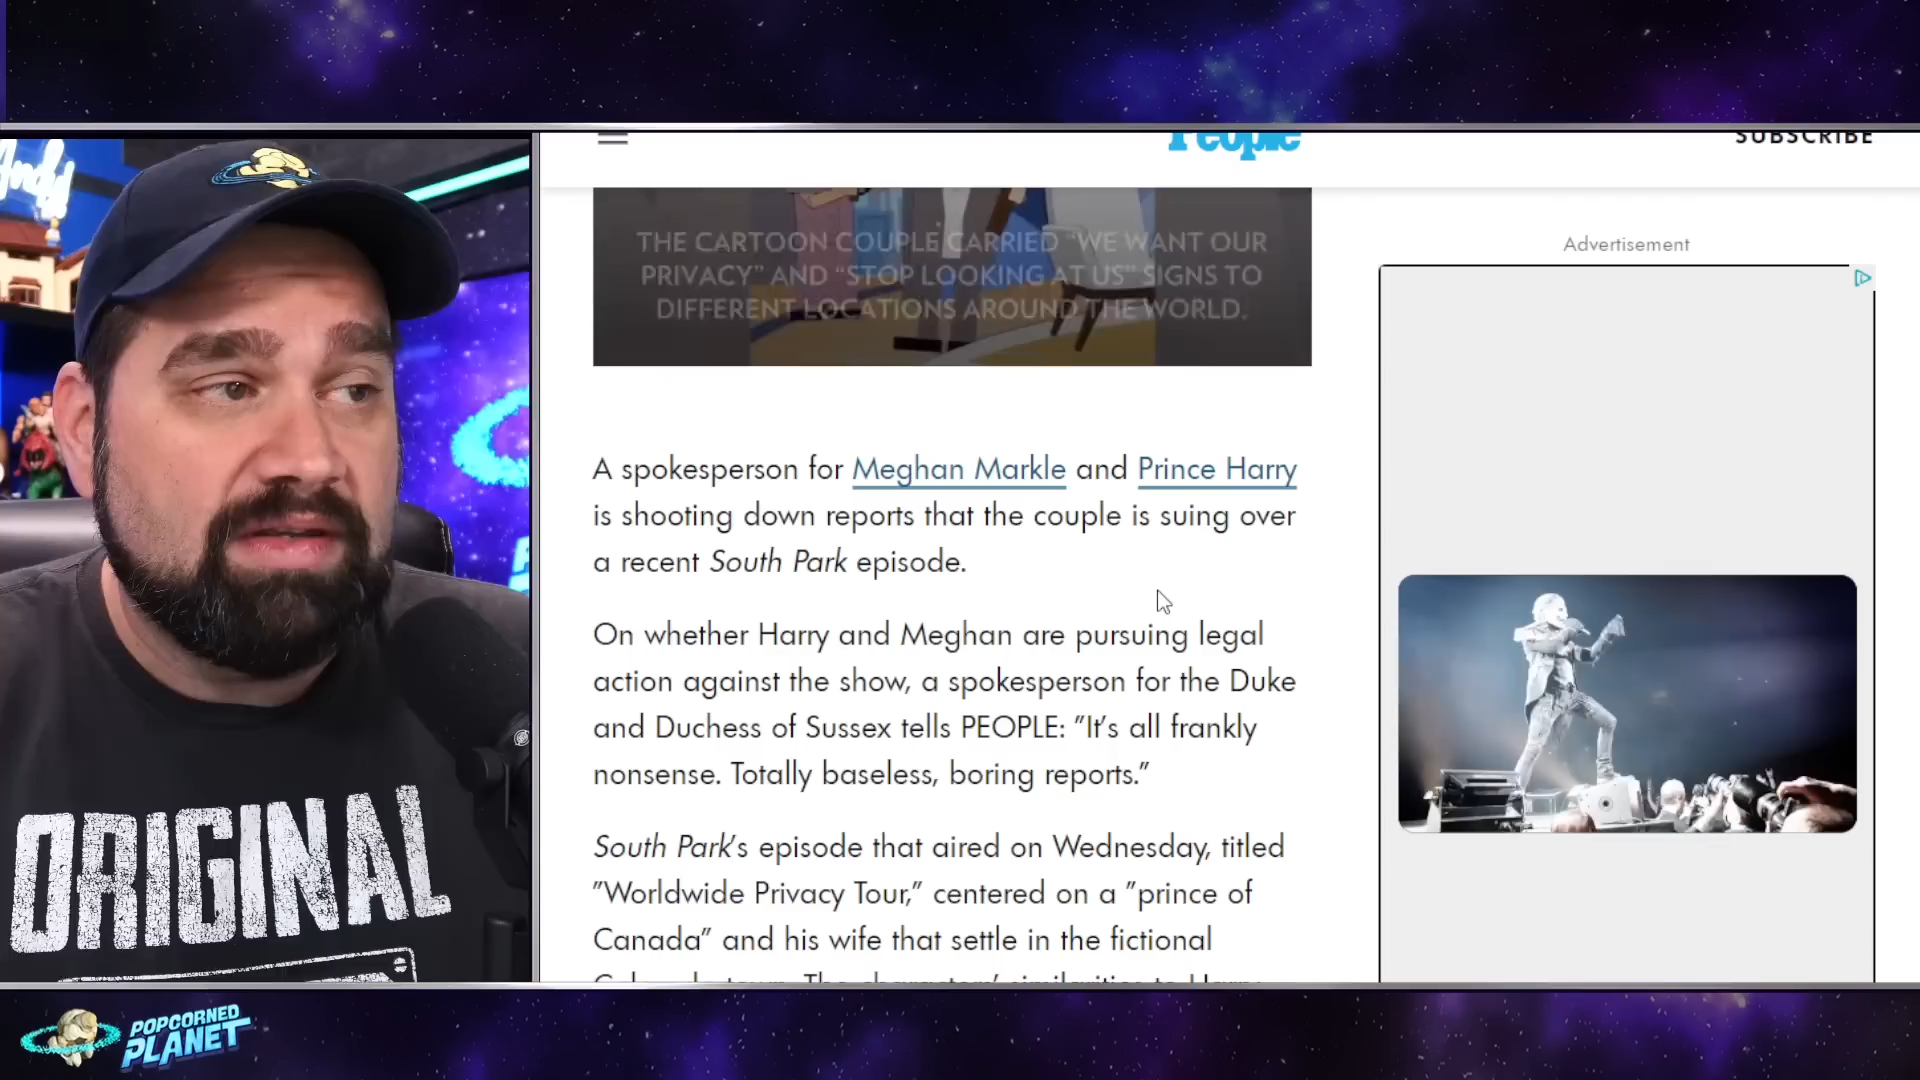 People
SUBSCRIBE
THE CARTOON COUPLE CARRIED "WE WANT OUR
PRIVACY" AND "STOP LOOKING AT US" SIGNS TO
DIFFERENT LOCATIONS AROUND THE WORLD.
Advertisement
A spokesperson for Meghan Markle and Prince Harry
is shooting down reports that the couple is suing over
a recent South Park episode.
On whether Harry and Meghan are pursuing legal
action against the show, a spokesperson for the Duke
and Duchess of Sussex tells PEOPLE: "It's all frankly
nonsense. Totally baseless, boring reports."
South Park's episode that aired on Wednesday, titled
"Worldwide Privacy Tour," centered on a "prince of
Canada" and his wife that settle in the fictional
ORIGINAL
POPCORNED
PLANET